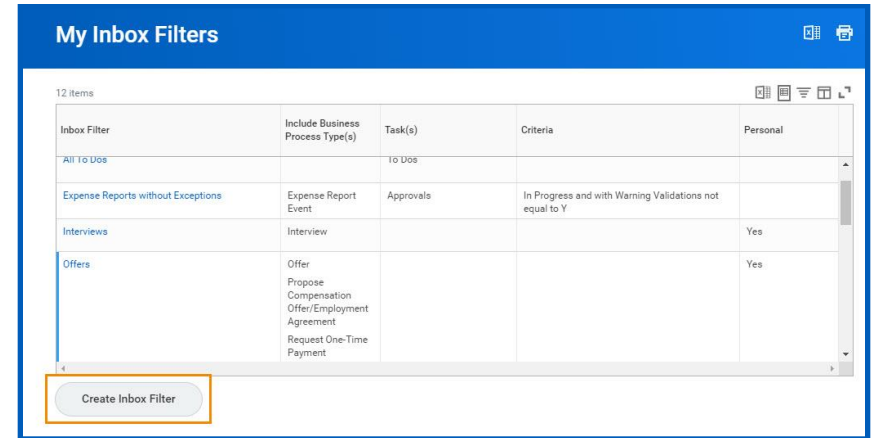 My Inbox Filters
12 items
Inbox Filter
Include Business
Process Type(s)
Task(s)
Criteria
Personal
All To Dos
To Dos
Expense Reports without Exceptions
Expense Report
Event
Approvals
In Progress and with Warning Validations not
equal to Y
Interviews
Interview
Yes
Offers
Offer
Yes
Propose
Compensation
Offer/Employment
Agreement
Request One-Time
Payment
Create Inbox Filter